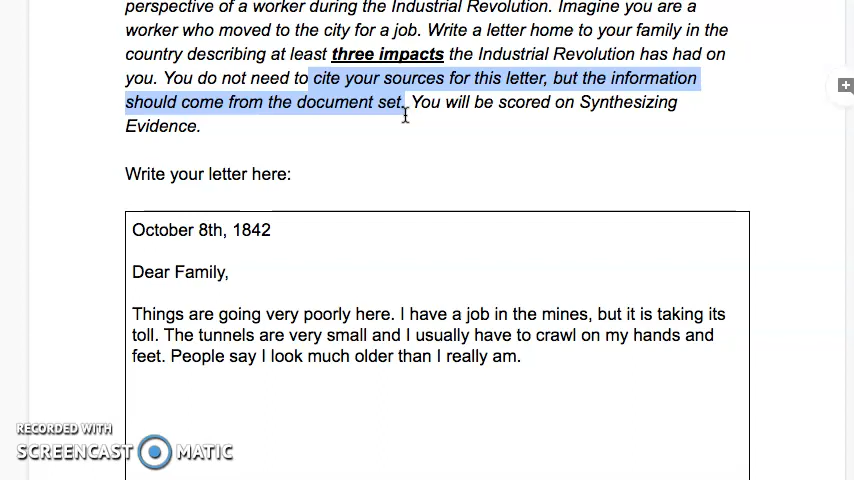 perspective of a worker during the Industrial Revolution. Imagine you are a
worker who moved to the city for a job. Write a letter home to your family in the
country describing at least three impacts the Industrial Revolution has had on
you. You do not need to cite your sources for this letter, but the information
should come from the document set. You will be scored on Synthesizing
Evidence.
Write your letter here:
October 8th, 1842
Dear Family,
Things are going very poorly here. I have a job in the mines, but it is taking its
toll. The tunnels are very small and I usually have to crawl on my hands and
feet. People say I look much older than I really am.
RECORDED WITH
SCREENCAST MATIC